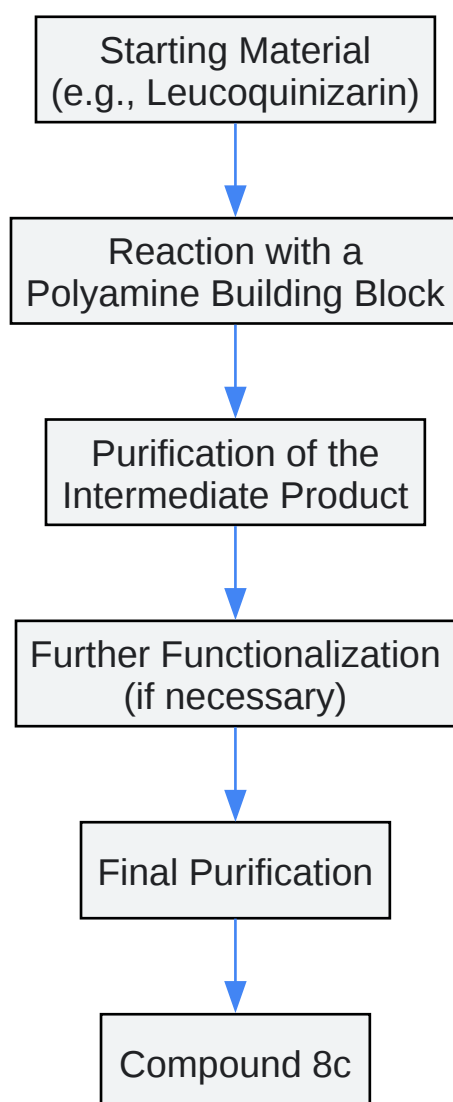 Starting Material
(e.g., Leucoquinizarin)
Reaction with a
Polyamine Building Block
Purification of the
Intermediate Product
Further Functionalization
(if necessary)
Final Purification
Compound 8c